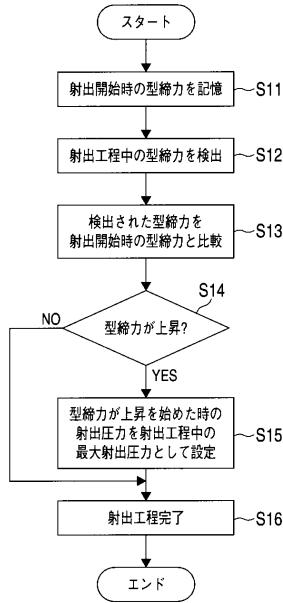 スタート
射出開始時の型締力を記憶
S11
射出工程中の型締力を検出
S12
検出された型締力を
射出開始時の型締力と比較
S13
S14
型締力が上昇?
NO
YES
型締力が上昇を始めた時の
射出圧力を射出工程中の
最大射出圧力として設定
S15
射出工程完了
S16
エンド